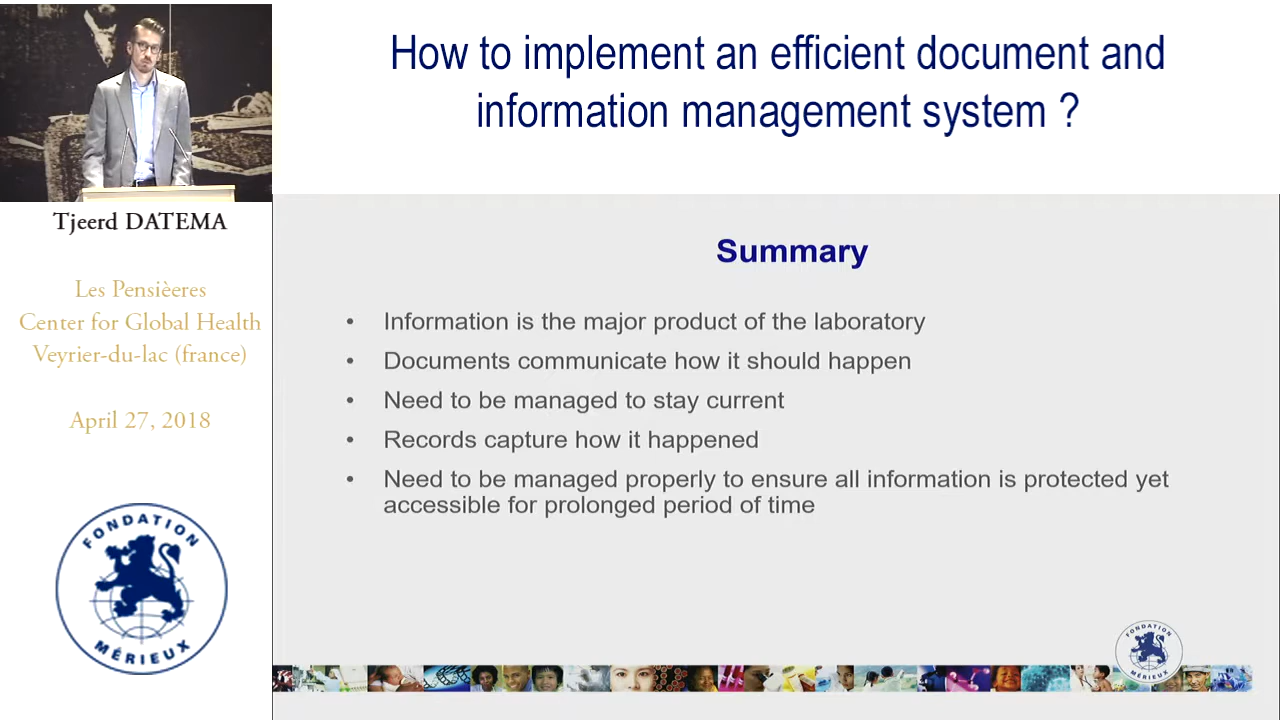 How to implement an efficient document and
information management system ?
Tjeerd DATEMA
Les Pensièeres
Center for Global Health
Veyrier-du-lac (france)
April 27, 2018
FONDATION
MÉRIEUX
Summary
• Information is the major product of the laboratory
• Documents communicate how it should happen
• Need to be managed to stay current
• Records capture how it happened
• Need to be managed properly to ensure all information is protected yet
accessible for prolonged period of time
FONDATION
MÉRIEUX